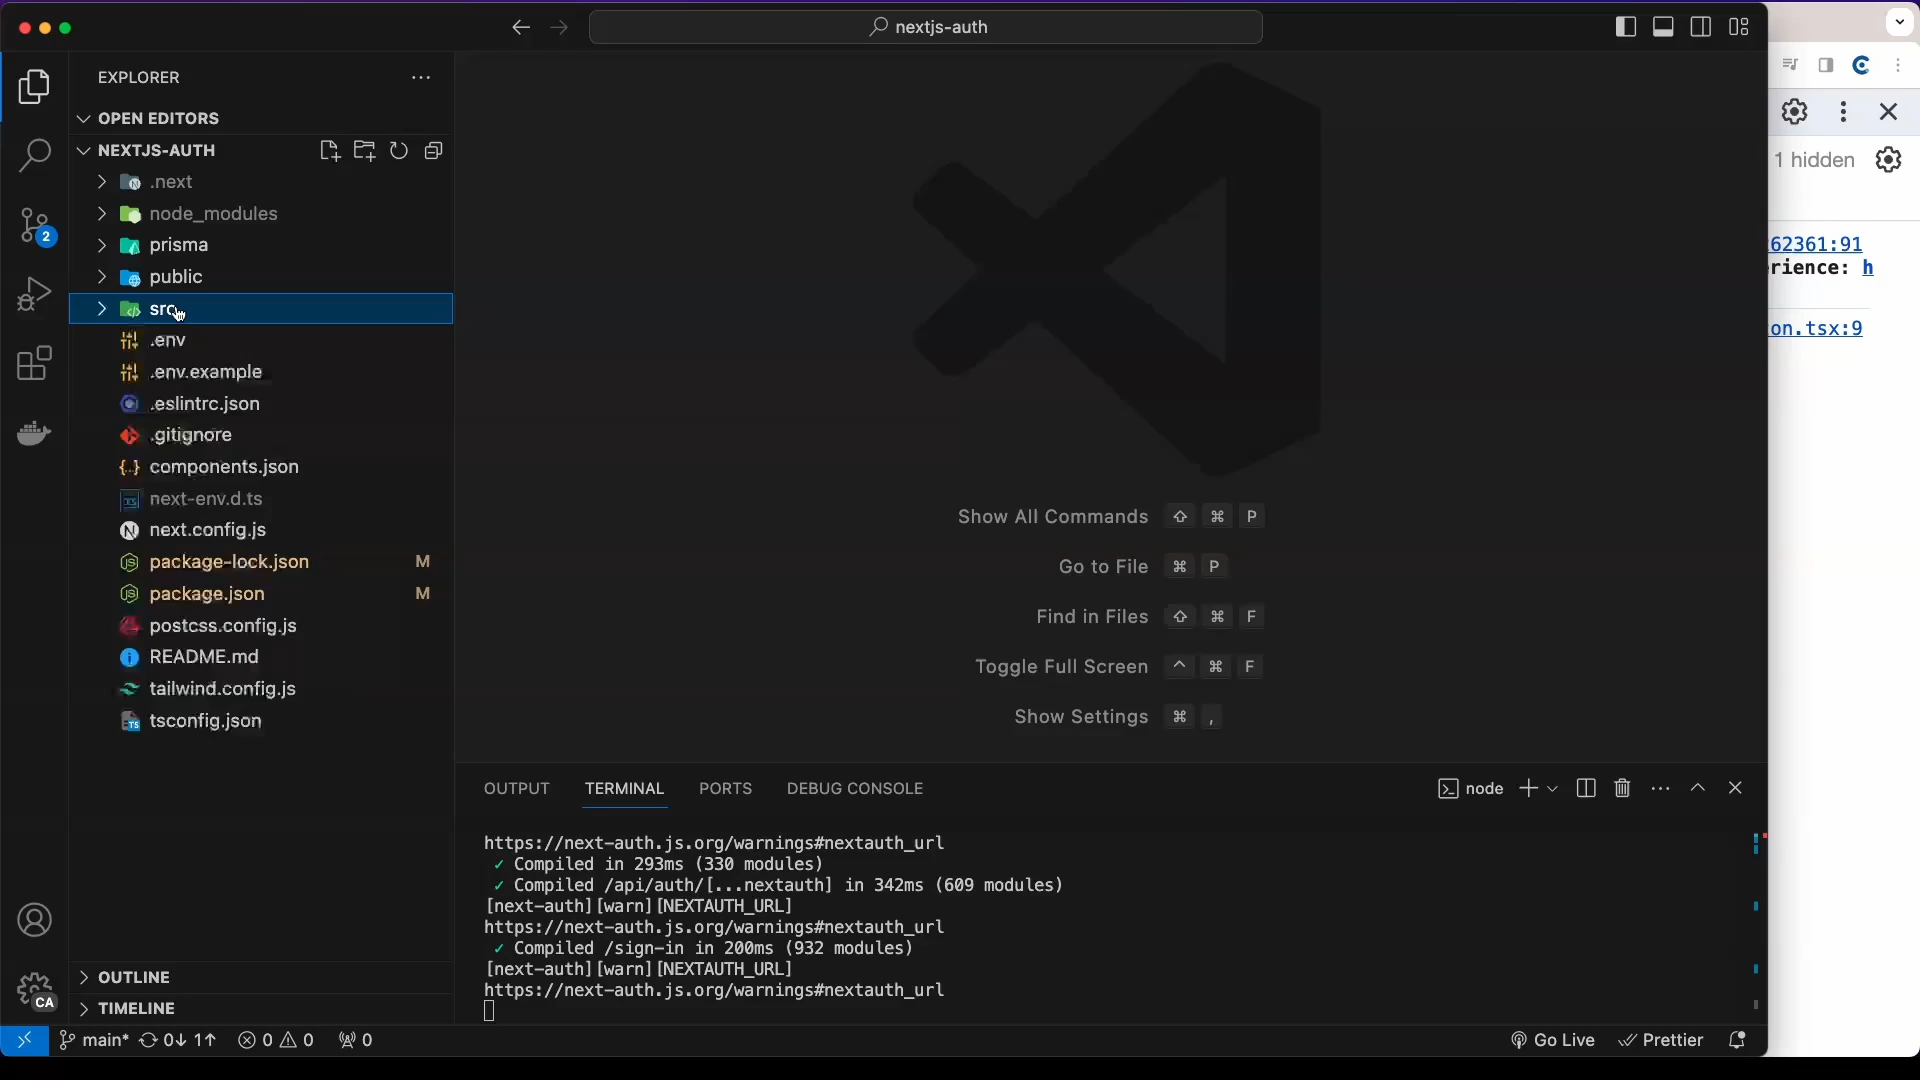 nextjs-auth
EXPLORER
OPEN EDITORS
NEXTJS-AUTH
.next
node_modules
prisma
public
src
.env
.env.example
.eslintrc.json
.gitignore
components.json
next-env.d.ts
next.config.js
package-lock.json M
package.json M
postcss.config.js
README.md
tailwind.config.js
tsconfig.json
OUTLINE
TIMELINE
2
CA
Show All Commands ⇧ ⌘ P
Go to File ⌘ P
Find in Files ⇧ ⌘ F
Toggle Full Screen ^ ⌘ F
Show Settings ⌘ ,
OUTPUT TERMINAL PORTS DEBUG CONSOLE
node
https://next-auth.js.org/warnings#nextauth_url
✓ Compiled in 293ms (330 modules)
✓ Compiled /api/auth/[...nextauth] in 342ms (609 modules)
[next-auth][warn][NEXTAUTH_URL]
https://next-auth.js.org/warnings#nextauth_url
✓ Compiled /sign-in in 200ms (932 modules)
[next-auth][warn][NEXTAUTH_URL]
https://next-auth.js.org/warnings#nextauth_url
main* 0↓ 1↑ 0 0 0
Go Live Prettier
1 hidden
62361:91
rience: h
on.tsx:9